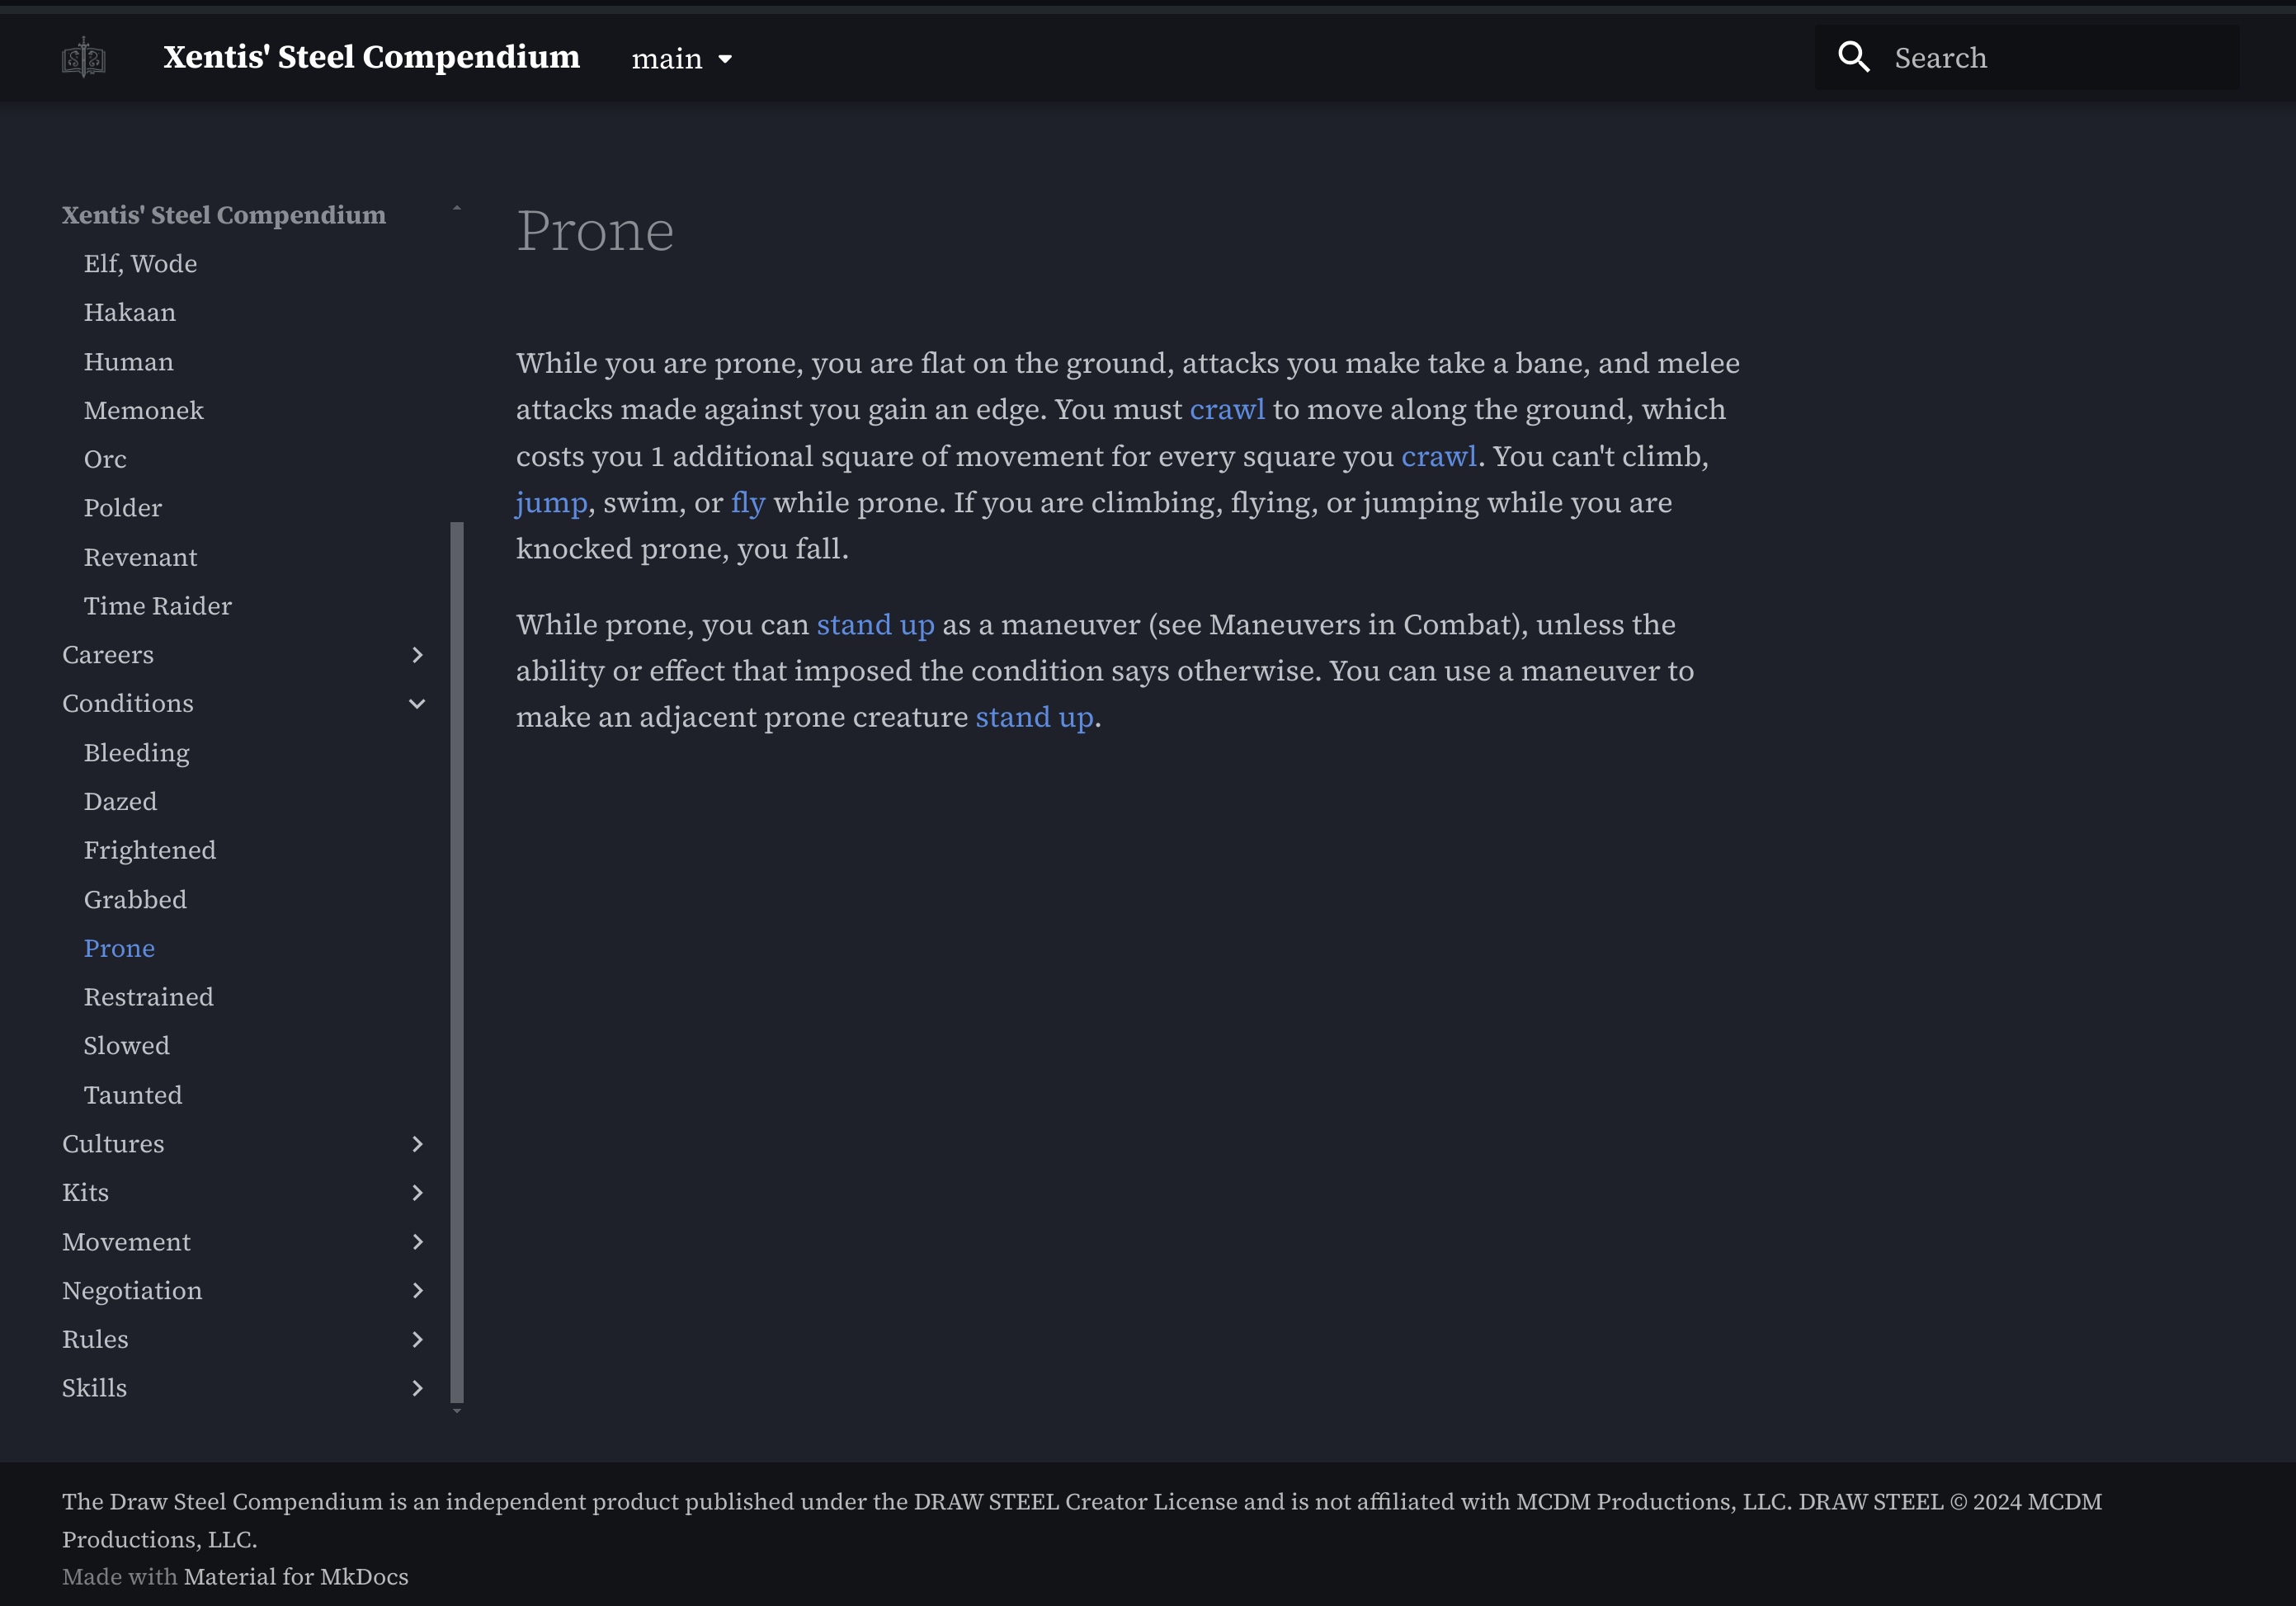 Xentis' Steel Compendium
main
Search
Xentis' Steel Compendium
Elf, Wode
Hakaan
Human
Memonek
Orc
Polder
Revenant
Time Raider
Careers
Conditions
Bleeding
Dazed
Frightened
Grabbed
Prone
Restrained
Slowed
Taunted
Cultures
Kits
Movement
Negotiation
Rules
Skills
Prone
While you are prone, you are flat on the ground, attacks you make take a bane, and melee
attacks made against you gain an edge. You must crawl to move along the ground, which
costs you 1 additional square of movement for every square you crawl. You can't climb,
jump, swim, or fly while prone. If you are climbing, flying, or jumping while you are
knocked prone, you fall.
While prone, you can stand up as a maneuver (see Maneuvers in Combat), unless the
ability or effect that imposed the condition says otherwise. You can use a maneuver to
make an adjacent prone creature stand up.
The Draw Steel Compendium is an independent product published under the DRAW STEEL Creator License and is not affiliated with MCDM Productions, LLC. DRAW STEEL © 2024 MCDM
Productions, LLC.
Made with Material for MkDocs